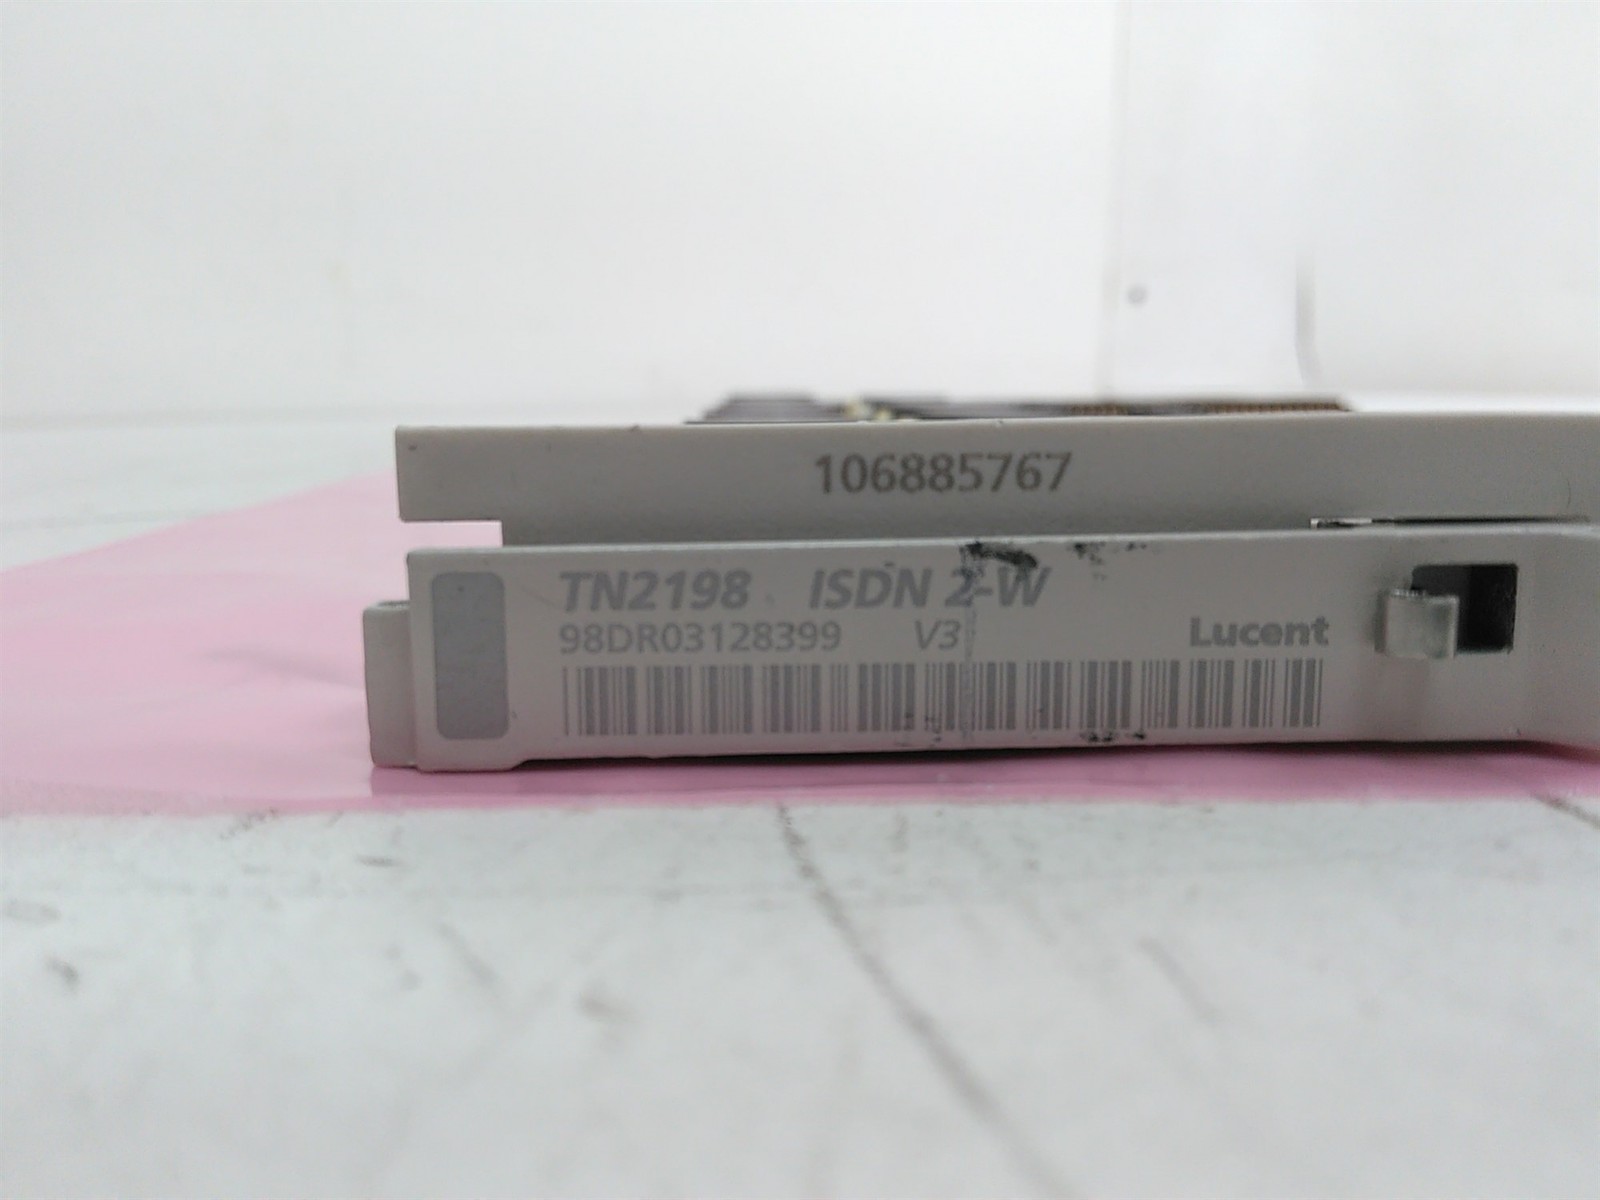 106885767
TN2198 ISDN 2-W
98DR03128399 V3 Lucent